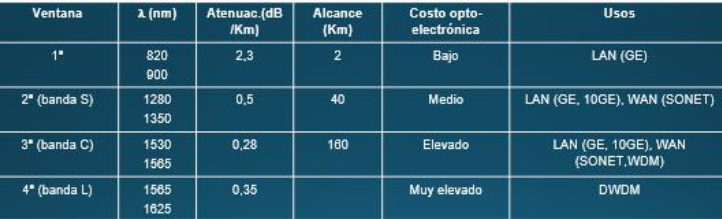 Ventana λ (nm) Atenuac.(dB /Km) Alcance (Km) Costo opto-electrónica Usos
1ª 820 900 2,3 2 Bajo LAN (GE)
2ª (banda S) 1280 1350 0,5 40 Medio LAN (GE, 10GE), WAN (SONET)
3ª (banda C) 1530 1565 0,28 160 Elevado LAN (GE, 10GE), WAN (SONET,WDM)
4ª (banda L) 1565 1625 0,35 Muy elevado DWDM